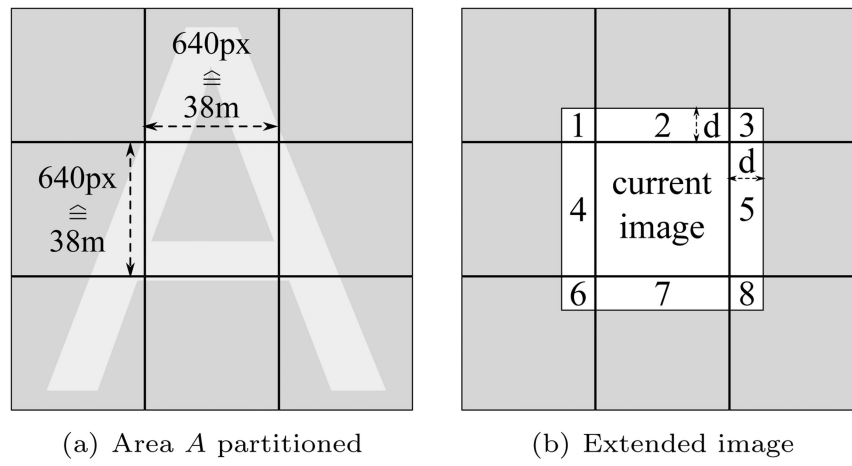 640px
≙
38m
640px
≙
38m
A
(a) Area A partitioned
1 2 d 3
d
4 current image 5
6 7 8
(b) Extended image